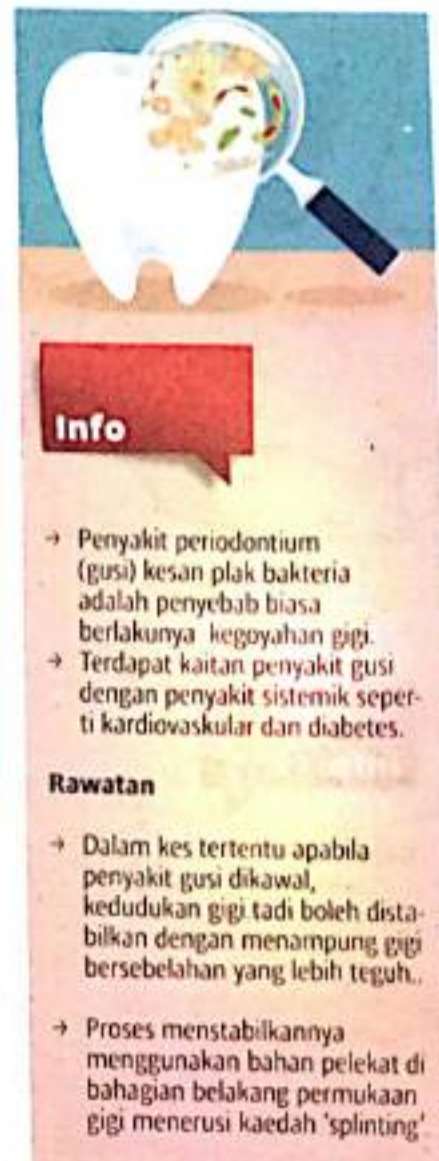 Info
→ Penyakit periodontium
(gusi) kesan plak bakteria
adalah penyebab biasa
berlakunya kegoyahan gigi.
→ Terdapat kaitan penyakit gusi
dengan penyakit sistemik seper-
ti kardiovaskular dan diabetes.
Rawatan
→ Dalam kes tertentu apabila
penyakit gusi dikawal,
kedudukan gigi tadi boleh dista-
bilkan dengan menampung gigi
bersebelahan yang lebih teguh..
→ Proses menstabilkannya
menggunakan bahan pelekat di
bahagian belakang permukaan
gigi menerusi kaedah 'splinting'